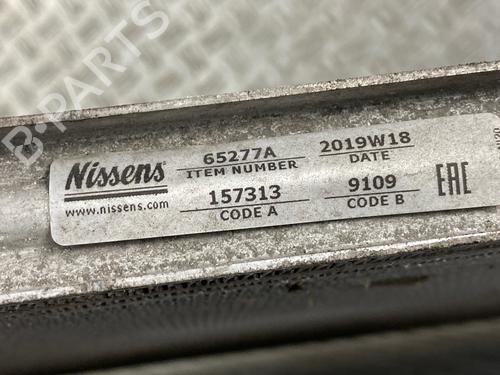 B-PARTS
Nissens
www.nissens.com
65277A
ITEM NUMBER
2019W18
DATE
157313
CODE A
9109
CODE B
EAC